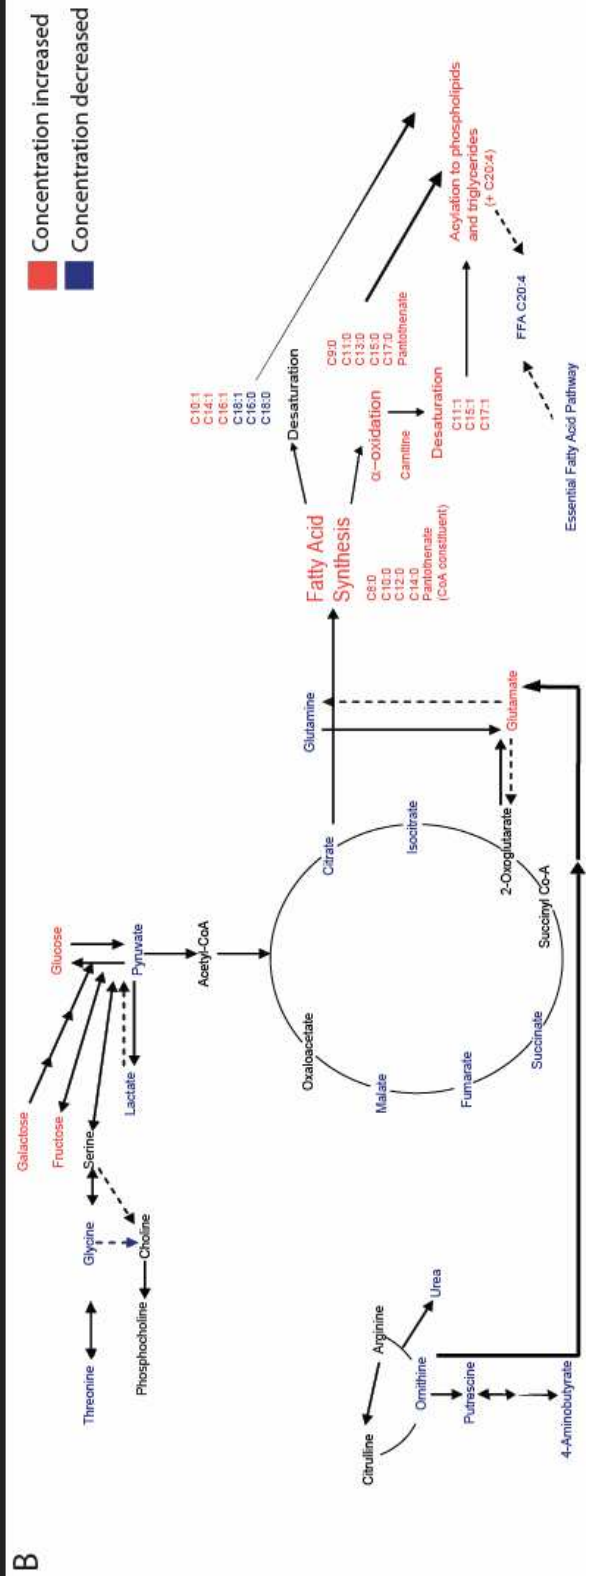 B
Concentration increased
Concentration decreased
Galactose
Fructose
Glucose
Threonine
Glycine
Serine
Lactate
Pyruvate
Phosphocholine
Choline
Acetyl-CoA
Oxaloacetate
Malate
Fumarate
Succinate
Succinyl Co-A
2-Oxoglutarate
Isocitrate
Citrate
Glutamine
Glutamate
Citrulline
Arginine
Ornithine
Urea
Putrescine
4-Aminobutyrate
Fatty Acid
Synthesis
C8:0
C10:0
C12:0
C14:0
Pantothenate
(CoA constituent)
C10:1
C14:1
C16:1
C18:1
C16:0
C18:0
Desaturation
α-oxidation
Carnitine
Desaturation
C11:1
C15:1
C17:1
C9:0
C11:0
C13:0
C15:0
C17:0
Pantothenate
Acylation to phospholipids
and triglycerides
(+ C20:4)
FFA C20:4
Essential Fatty Acid Pathway